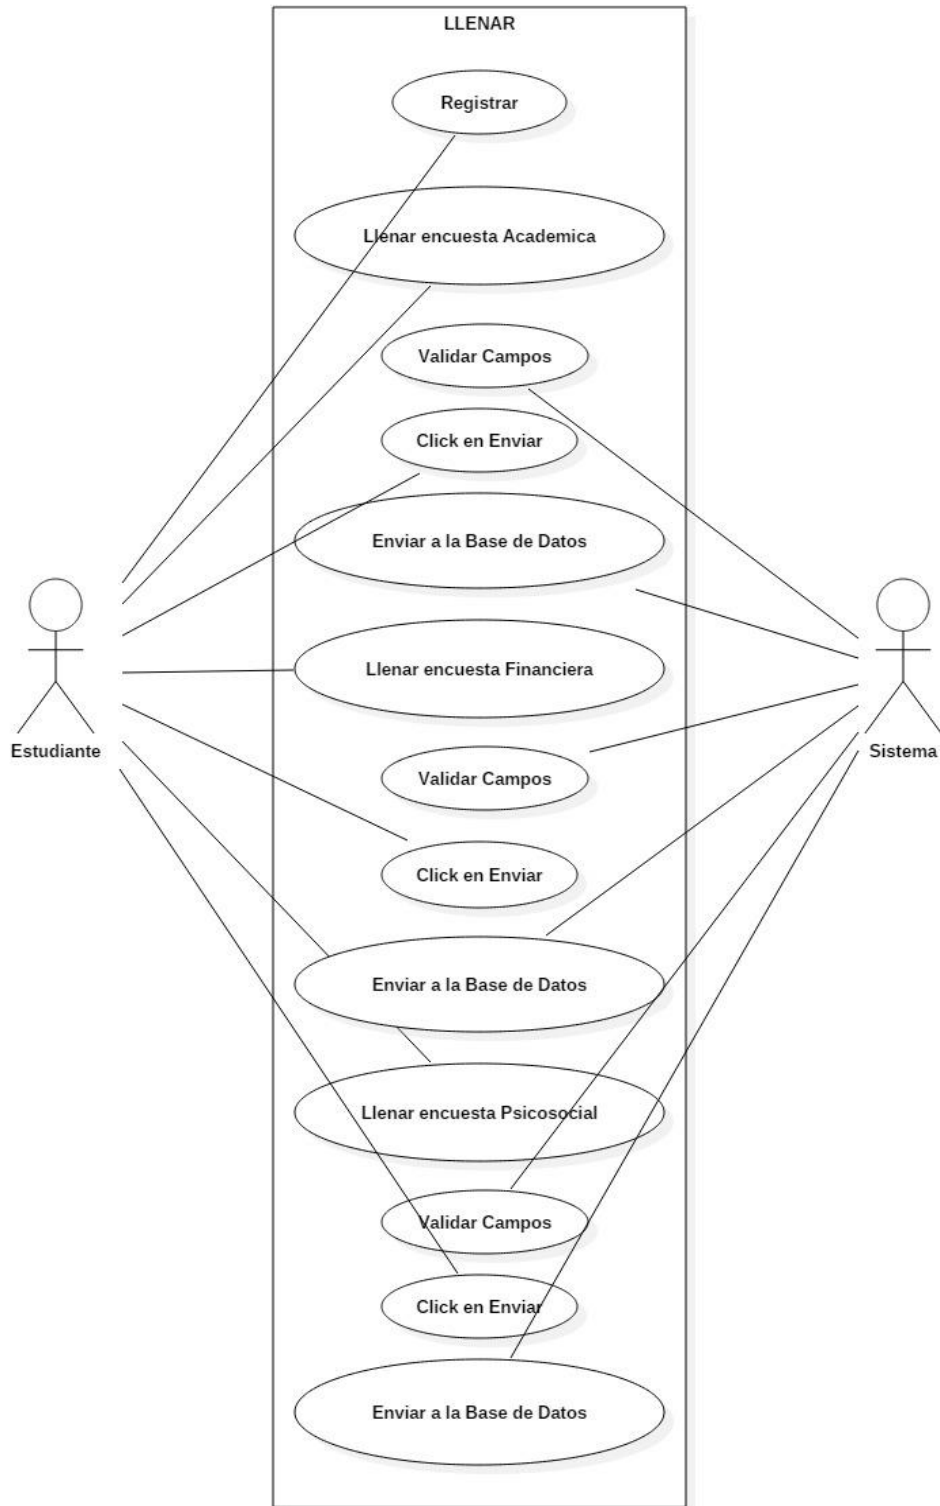 LLENAR
Registrar
Llenar encuesta Academica
Validar Campos
Click en Enviar
Enviar a la Base de Datos
Llenar encuesta Financiera
Estudiante
Sistema
Validar Campos
Click en Enviar
Enviar a la Base de Datos
Llenar encuesta Psicosocial
Validar Campos
Click en Enviar
Enviar a la Base de Datos